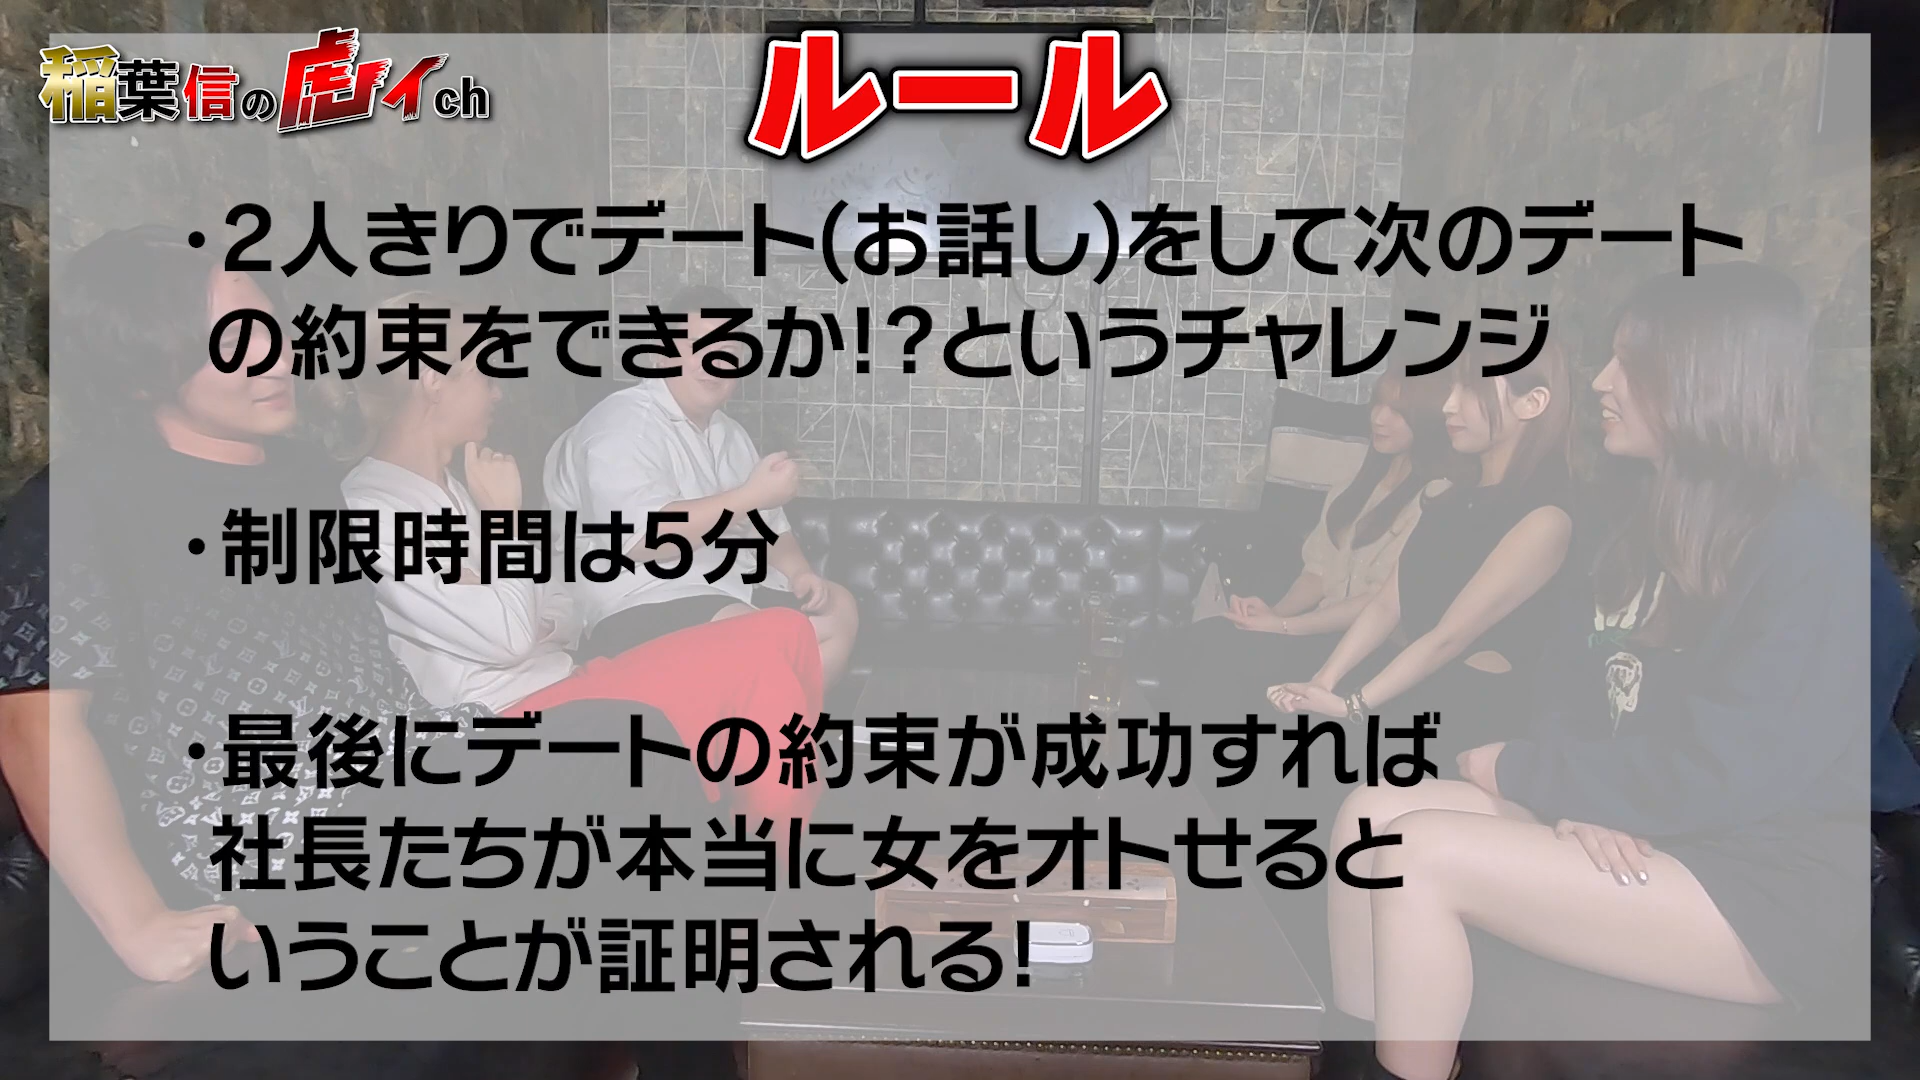 稲葉信の虎ノイch
ルール
・2人きりでデート(お話し)をして次のデート
の約束をできるか!?というチャレンジ
・制限時間は5分
・最後にデートの約束が成功すれば
社長たちが本当に女をオトせると
いうことが証明される!